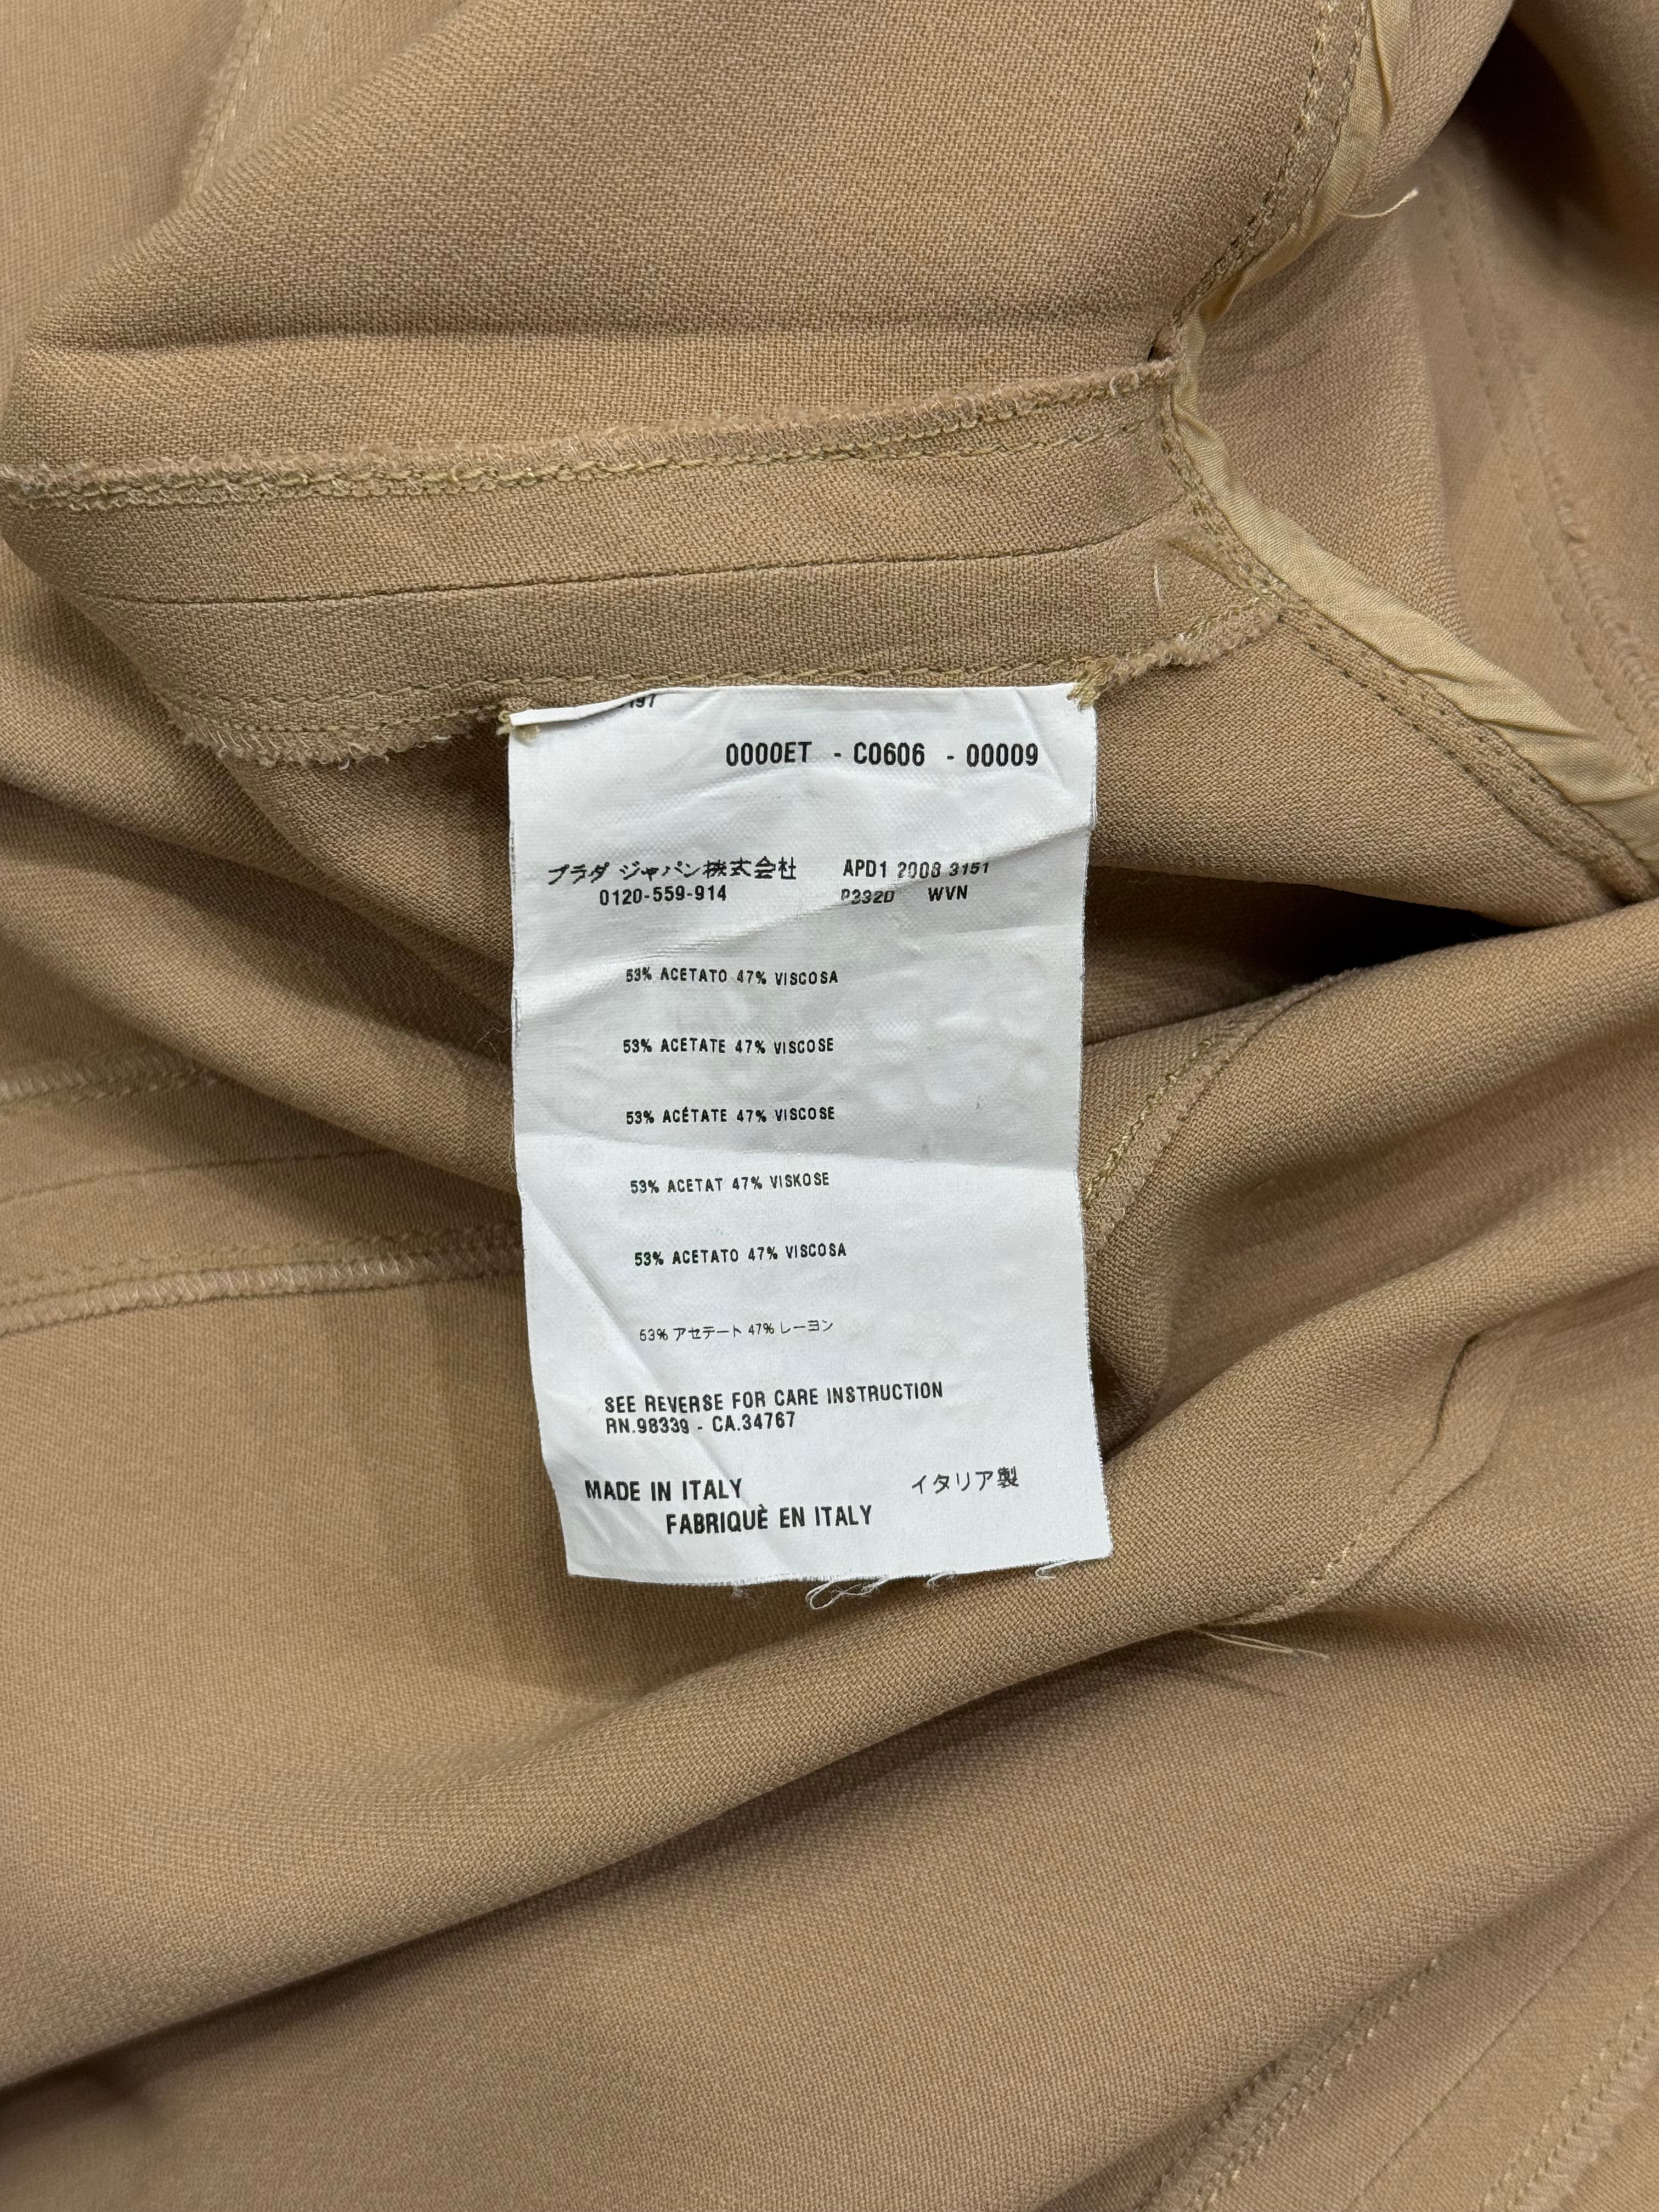 0000ET - C0606 - 00009
プラダ ジャパン株式会社 APD1 2008 3151
0120-559-914 P332D WVN
53% ACETATO 47% VISCOSA
53% ACETATE 47% VISCOSE
53% ACÉTATE 47% VISCOSE
53% ACETAT 47% VISKOSE
53% ACETATO 47% VISCOSA
53% アセテート 47% レーヨン
SEE REVERSE FOR CARE INSTRUCTION
RN.98339 - CA.34767
MADE IN ITALY イタリア製
FABRIQUÈ EN ITALY